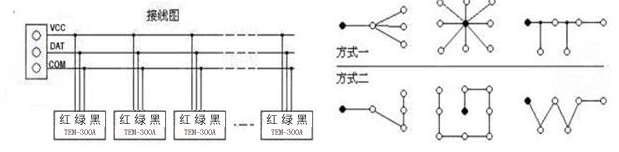 接线图
VCC
DAT
COM
红 绿 黑
TEM-300A
红 绿 黑
TEM-300A
红 绿 黑
TEM-300A
红 绿 黑
TEM-300A
方式一
方式二